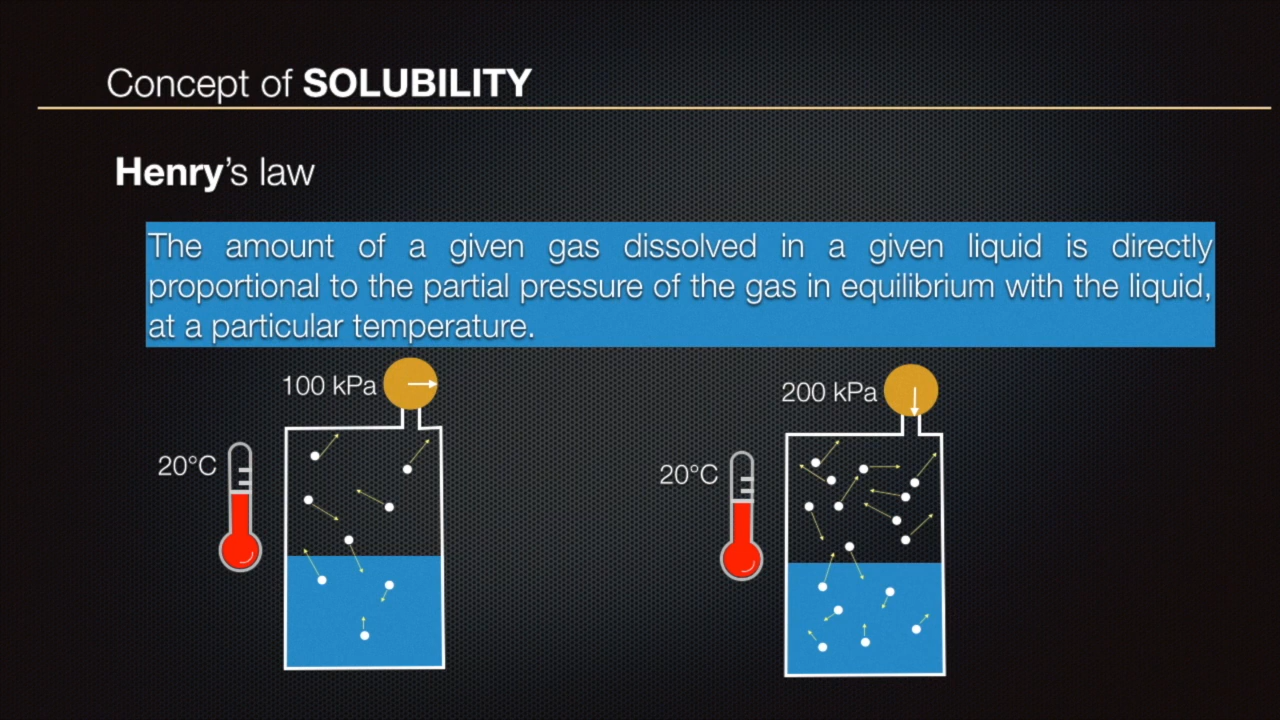 Concept of SOLUBILITY
Henry's law
The amount of a given gas dissolved in a given liquid is directly
proportional to the partial pressure of the gas in equilibrium with the liquid,
at a particular temperature.
100 kPa
200 kPa
20°C
20°C